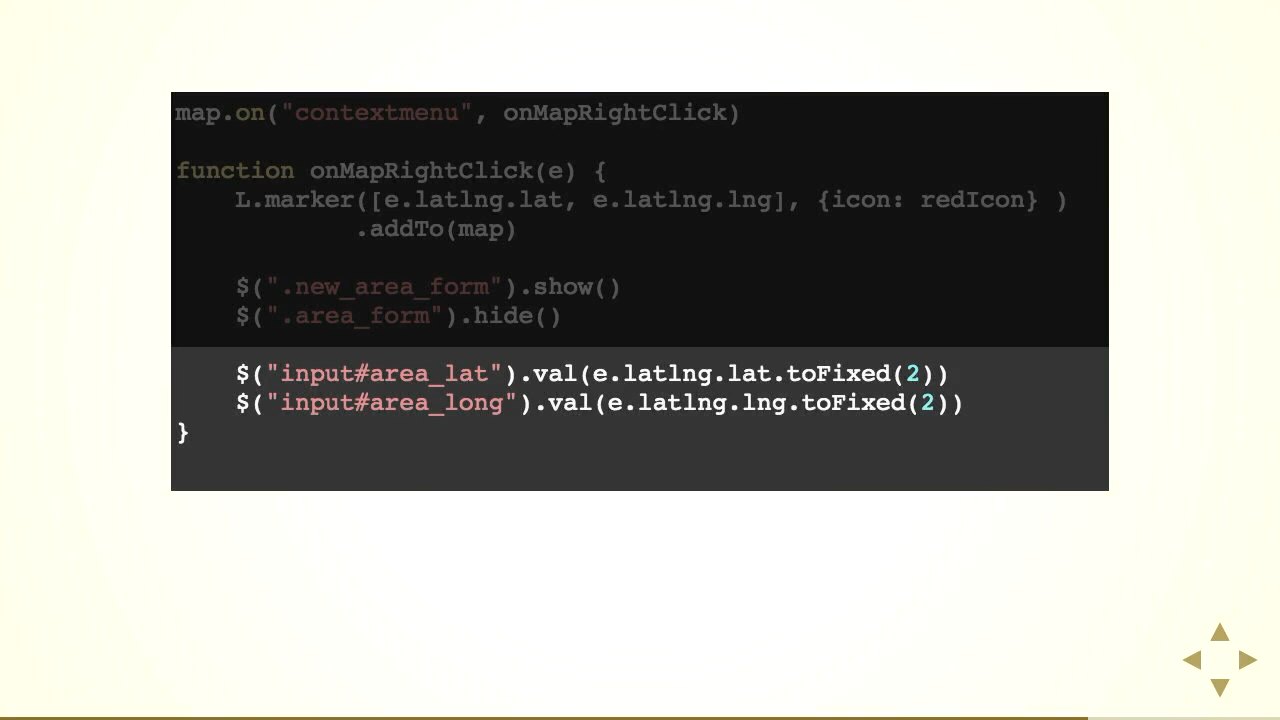 map.on("contextmenu", onMapRightClick)
function onMapRightClick(e) {
L.marker([e.latlng.lat, e.latlng.lng], {icon: redIcon} )
.addTo(map)
$(".new_area_form").show()
$(".area_form").hide()
$("input#area_lat").val(e.latlng.lat.toFixed(2))
$("input#area_long").val(e.latlng.lng.toFixed(2))
}